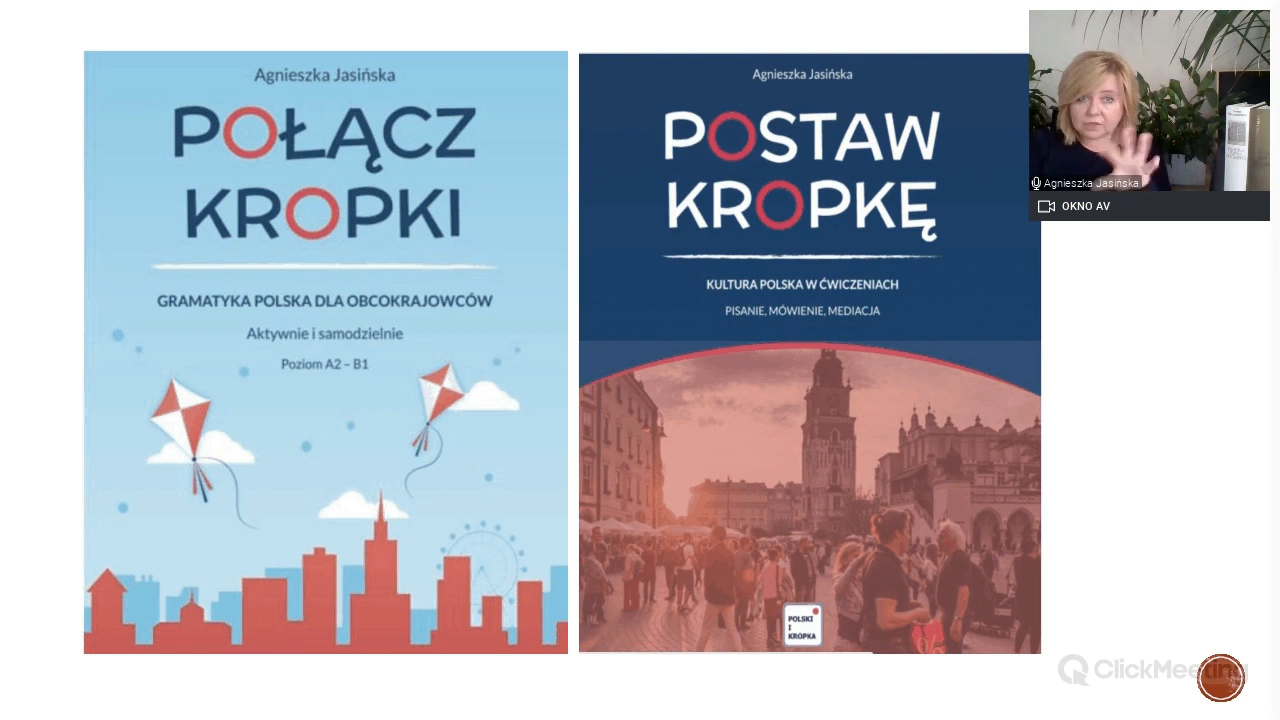 Agnieszka Jasińska
POŁĄCZ
KROPKI
GRAMATYKA POLSKA DLA OBCOKRAJOWCÓW
Aktywnie i samodzielnie
Poziom A2 – B1
Agnieszka Jasińska
POSTAW
KROPKĘ
KULTURA POLSKA W ĆWICZENIACH
PISANIE, MÓWIENIE, MEDIACJA
POLSKI
I
KROPKA
Agnieszka Jasińska
OKNO AV
ClickMeeting